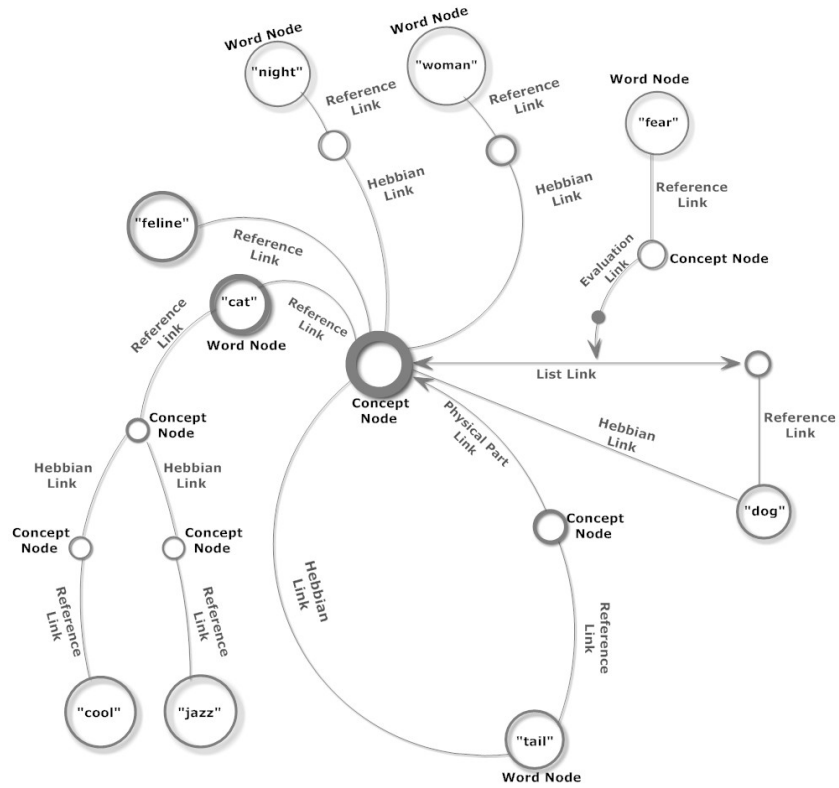 Word Node
"night"
Reference
Link
Hebbian
Link
Word Node
"woman"
Reference
Link
Hebbian
Link
Word Node
"fear"
Reference
Link
Evaluation
Link
Concept Node
"feline"
Reference
Link
"cat"
Word Node
Reference
Link
Reference
Link
Concept
Node
List Link
Reference
Link
Hebbian
Link
"dog"
Physical Part
Link
Concept
Node
Reference
Link
Hebbian
Link
"tail"
Word Node
Concept
Node
Hebbian
Link
Hebbian
Link
Concept
Node
Concept
Node
Reference
Link
Reference
Link
"cool"
"jazz"